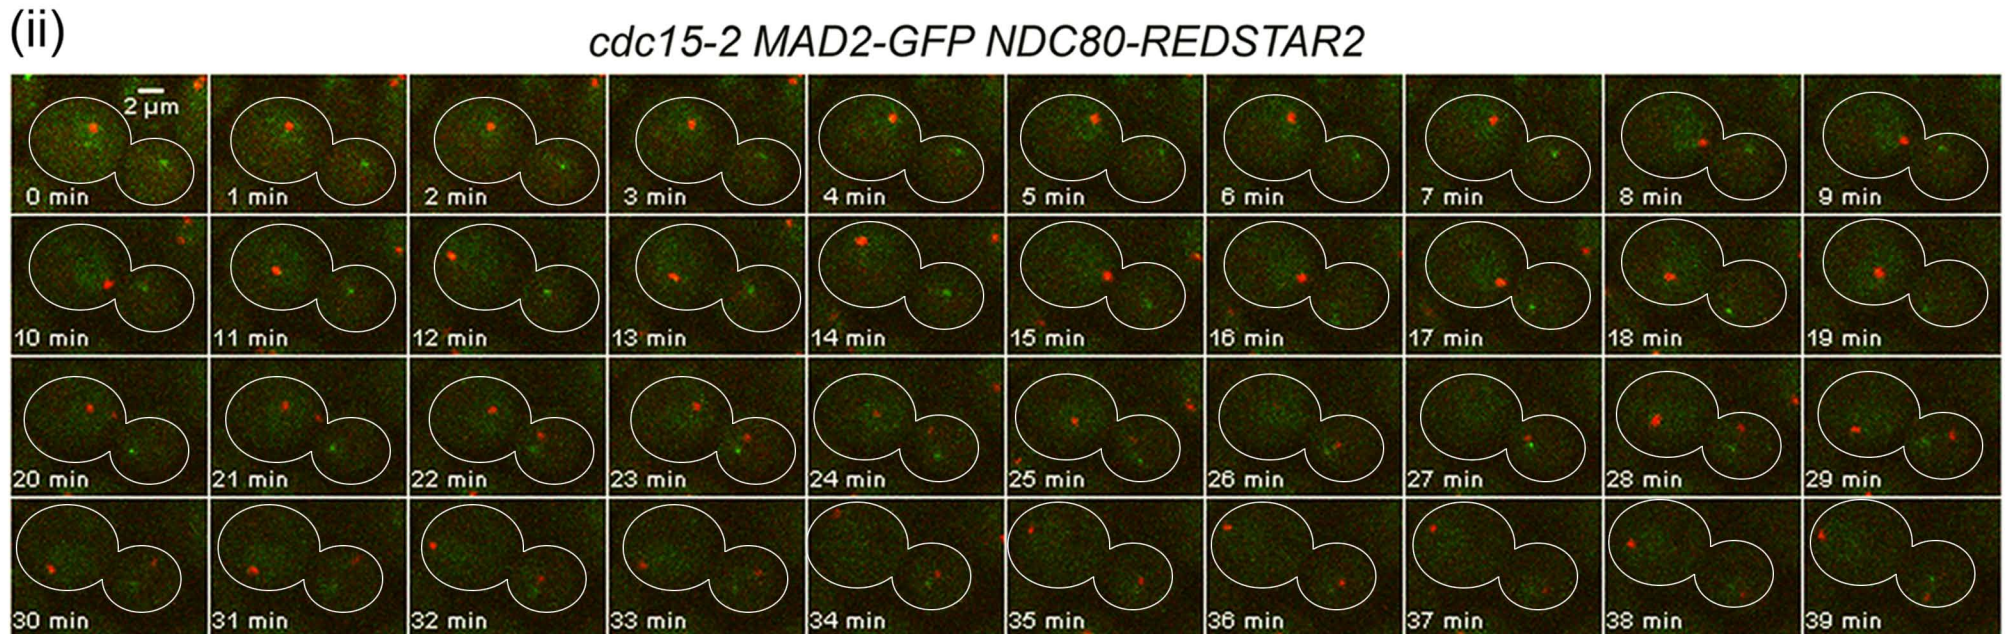 (ii)
cdc15-2 MAD2-GFP NDC80-REDSTAR2
2 µm
0 min 1 min 2 min 3 min 4 min 5 min 6 min 7 min 8 min 9 min
10 min 11 min 12 min 13 min 14 min 15 min 16 min 17 min 18 min 19 min
20 min 21 min 22 min 23 min 24 min 25 min 26 min 27 min 28 min 29 min
30 min 31 min 32 min 33 min 34 min 35 min 36 min 37 min 38 min 39 min